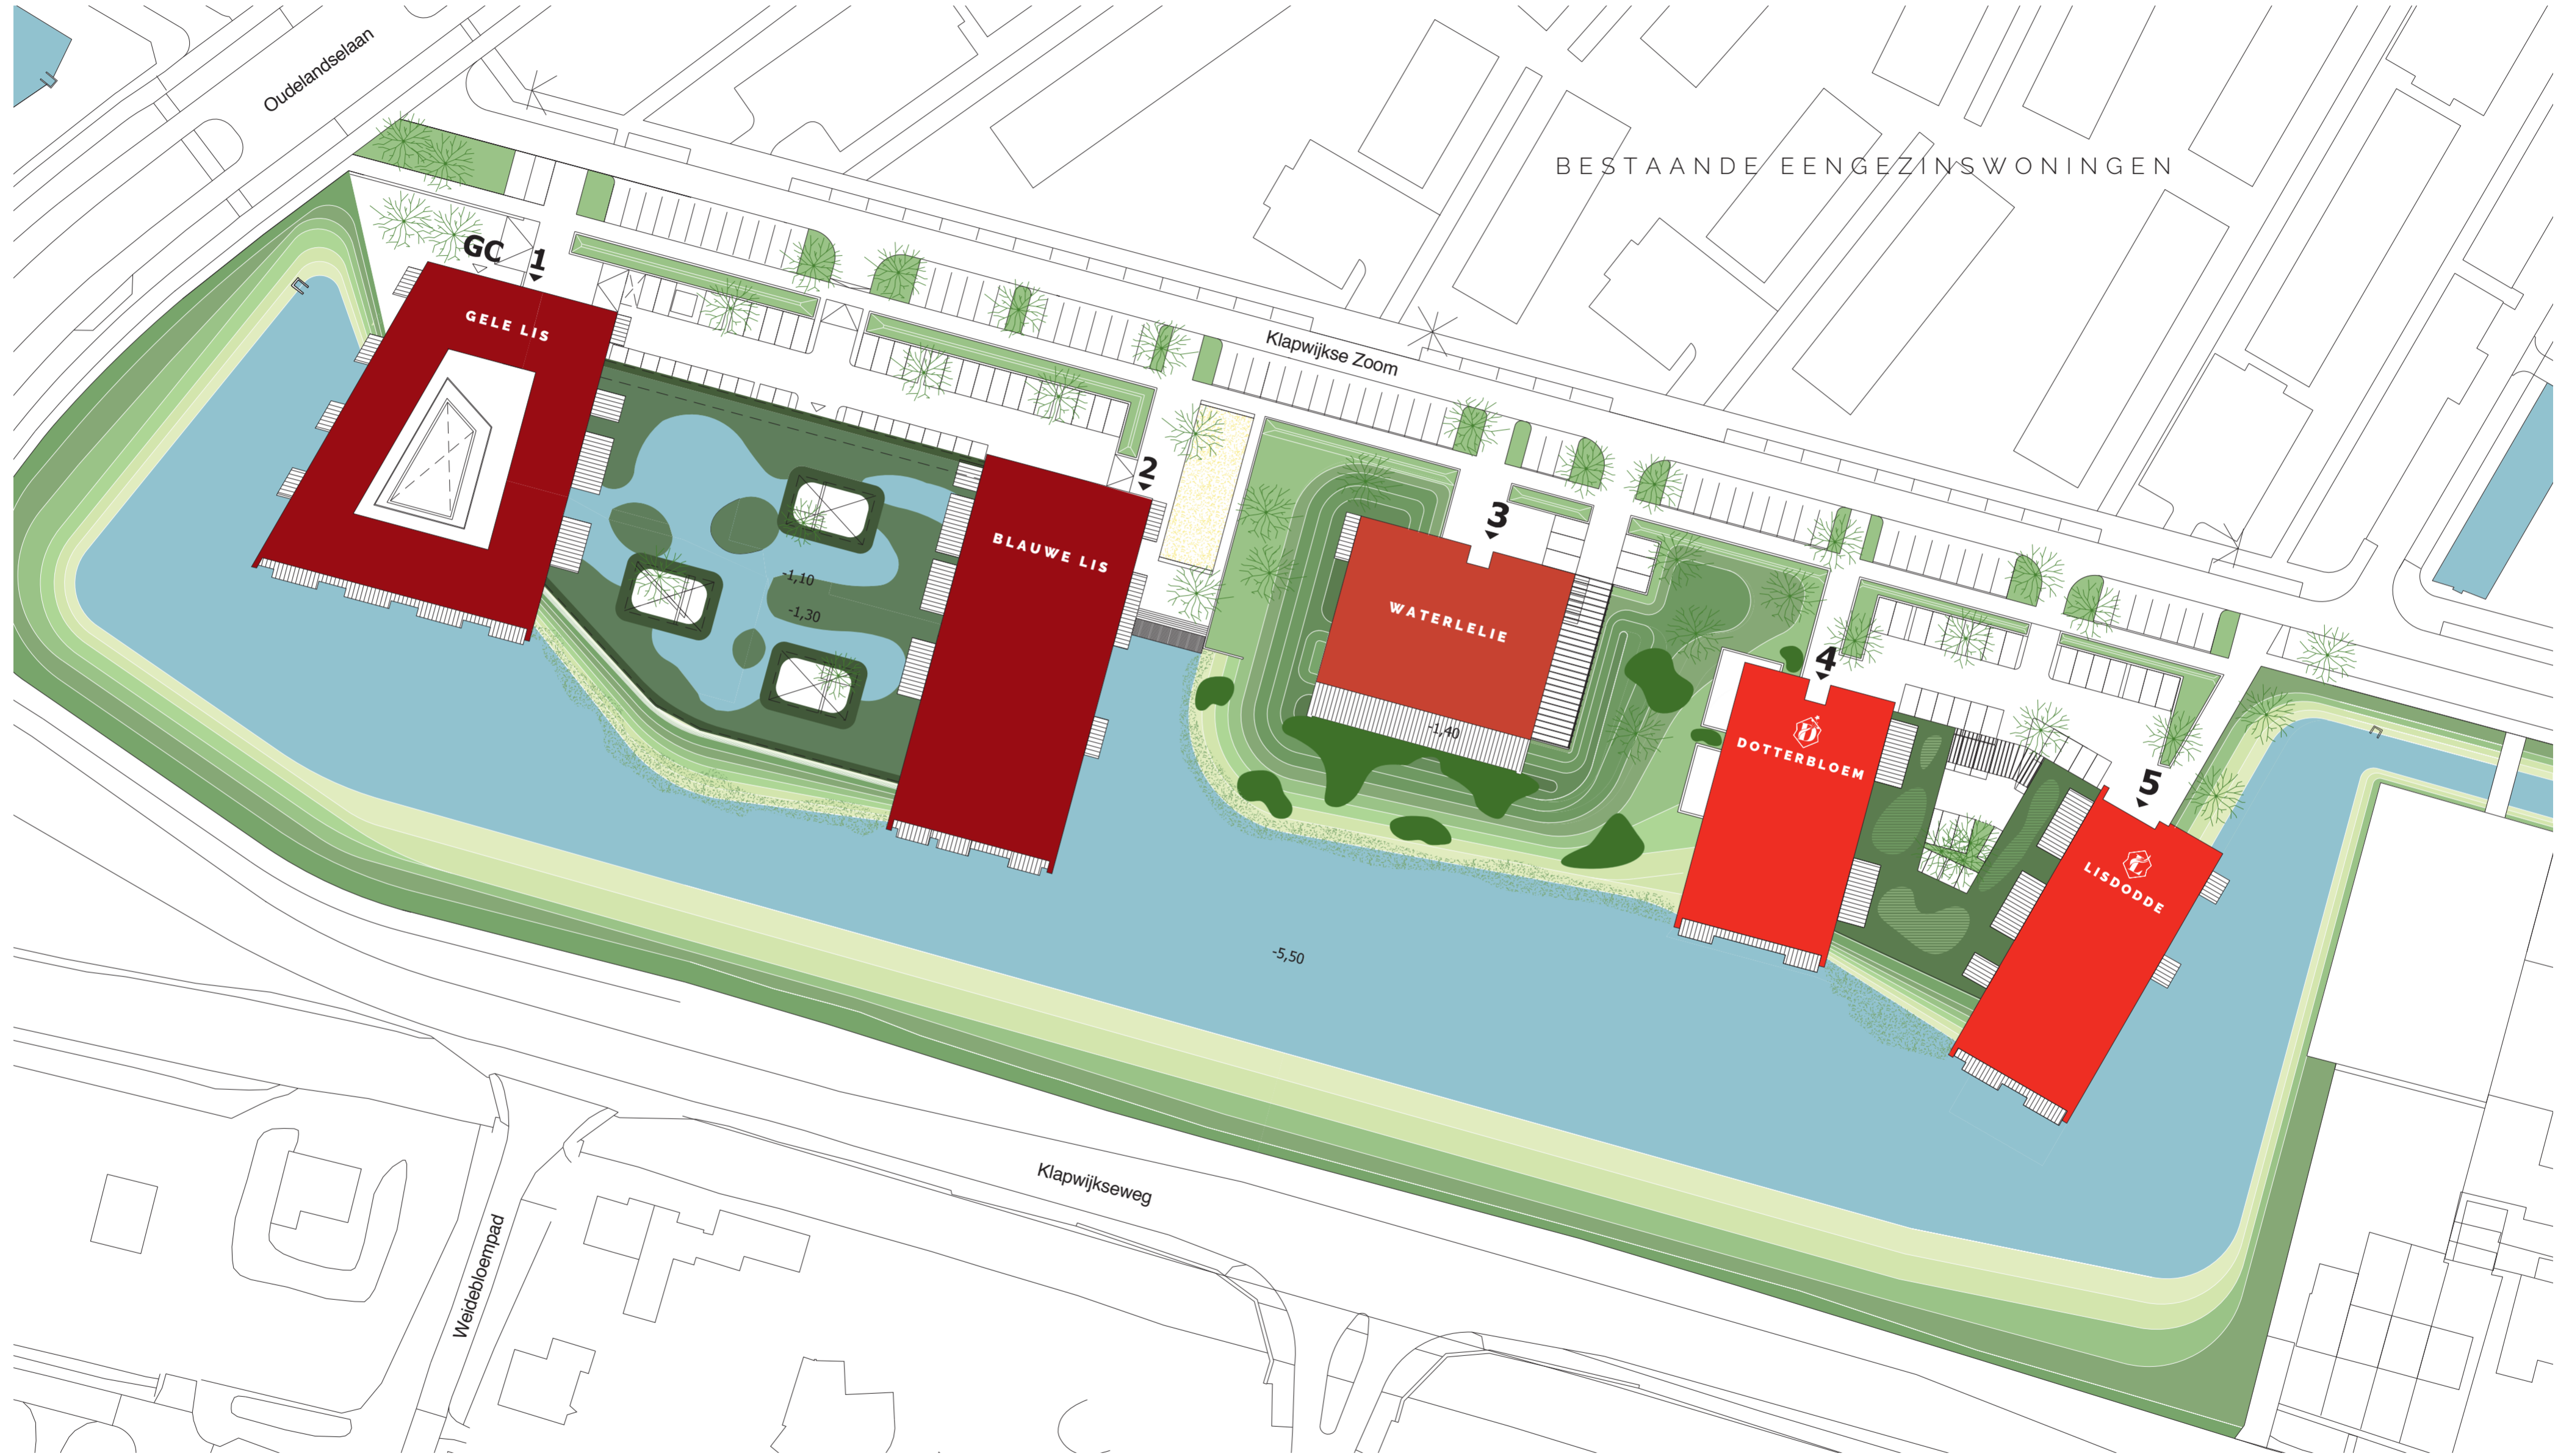 Oudelandselaan
BESTAANDE EENGEZINSWONINGEN
GC 1
GELE LIS
Klapwijkse Zoom
2
BLAUWE LIS
3
WATERLELIE
-1,10
-1,30
-1,40
4
DOTTERBLOEM
5
LISDODDE
-5,50
Klapwijkseweg
Weidebloempad